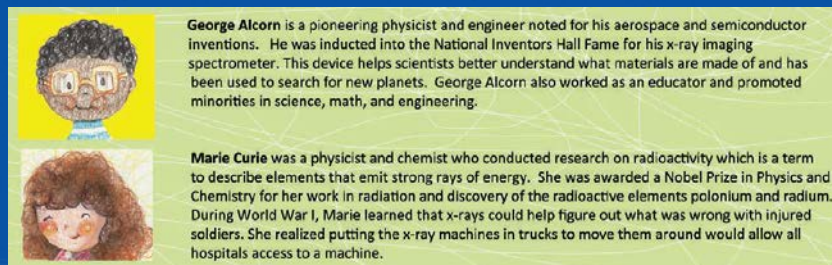 George Alcorn is a pioneering physicist and engineer noted for his aerospace and semiconductor
inventions. He was inducted into the National Inventors Hall Fame for his x-ray imaging
spectrometer. This device helps scientists better understand what materials are made of and has
been used to search for new planets. George Alcorn also worked as an educator and promoted
minorities in science, math, and engineering.
Marie Curie was a physicist and chemist who conducted research on radioactivity which is a term
to describe elements that emit strong rays of energy. She was awarded a Nobel Prize in Physics and
Chemistry for her work in radiation and discovery of the radioactive elements polonium and radium.
During World War I, Marie learned that x-rays could help figure out what was wrong with injured
soldiers. She realized putting the x-ray machines in trucks to move them around would allow all
hospitals access to a machine.